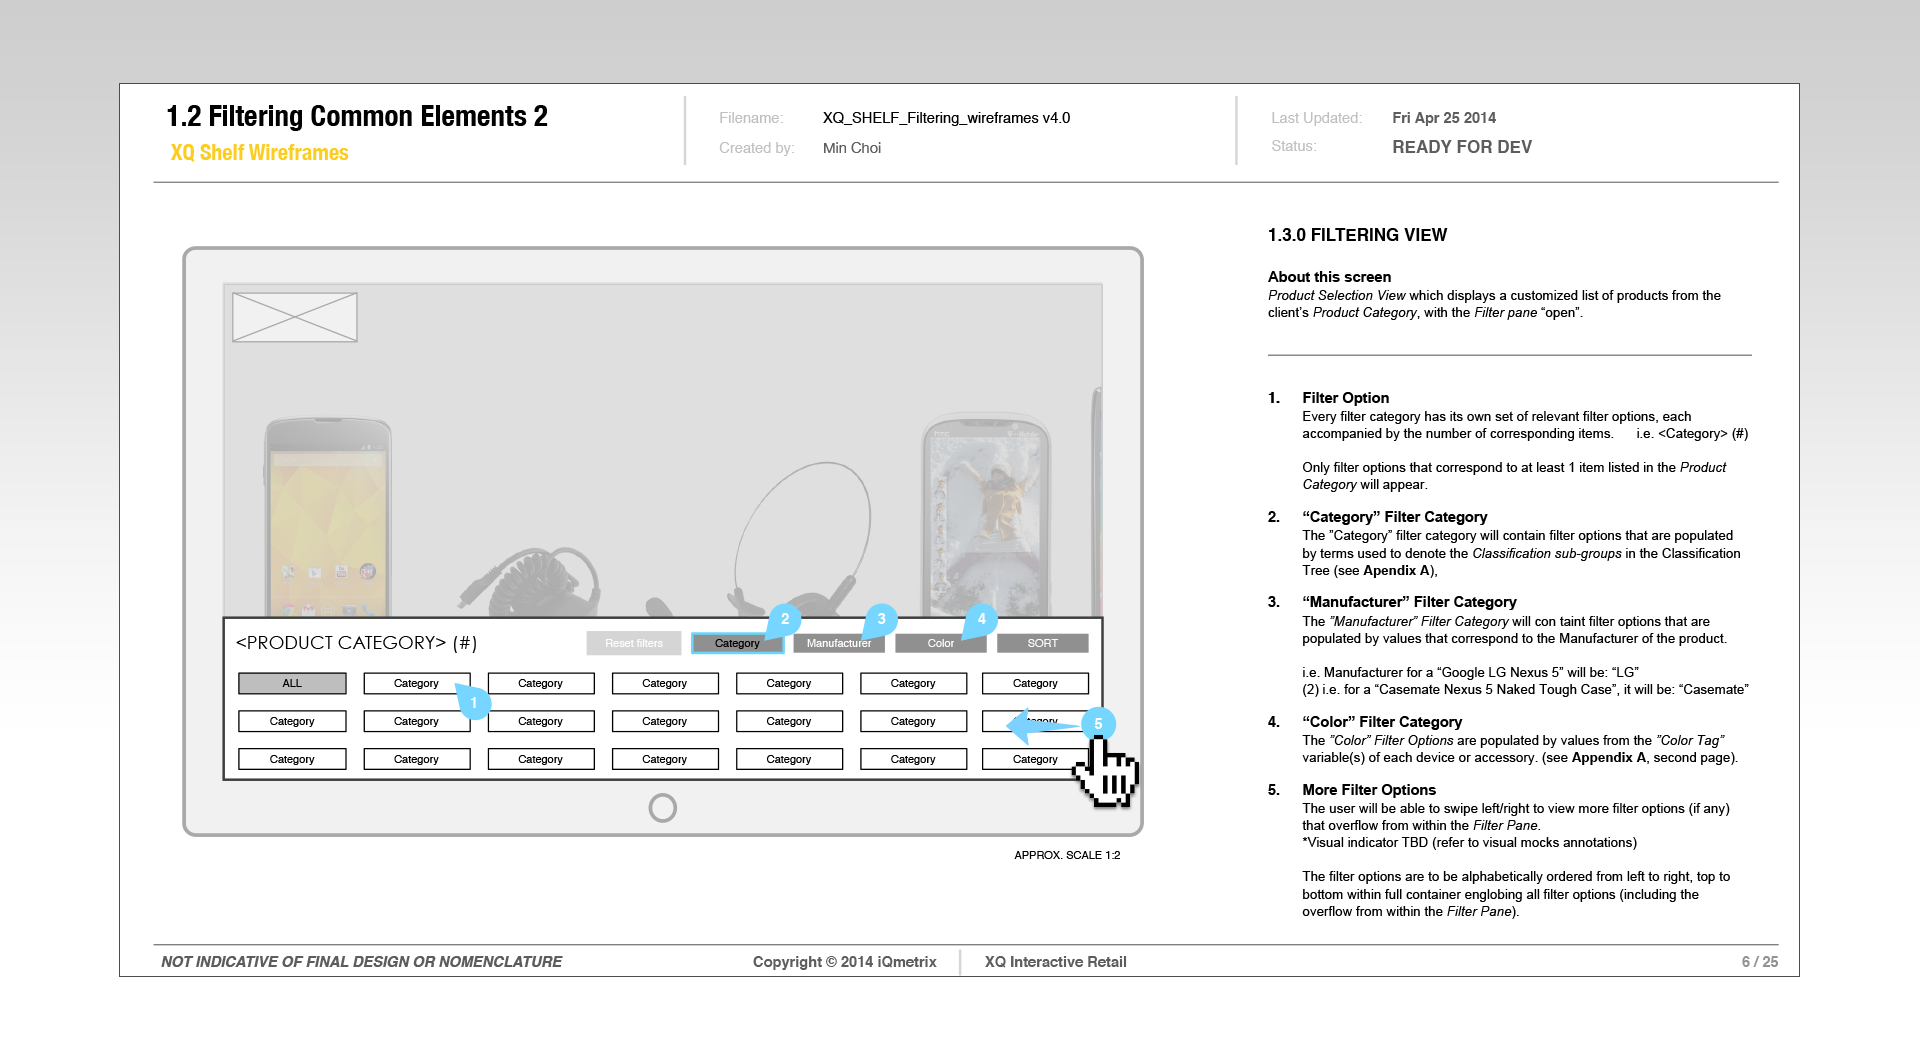 1.2 Filtering Common Elements 2
XQ Shelf Wireframes
Filename: XQ_SHELF_Filtering_wireframes v4.0
Created by: Min Choi
Last Updated: Fri Apr 25 2014
Status: READY FOR DEV
<PRODUCT CATEGORY> (#)
Reset filters
Category
2
Manufacturer
3
Color
4
SORT
ALL Category Category Category Category Category Category
1
Category Category Category Category Category Category
5
Category Category Category Category Category Category Category
APPROX. SCALE 1:2
1.3.0 FILTERING VIEW
About this screen
Product Selection View which displays a customized list of products from the
client's Product Category, with the Filter pane “open”.
1. Filter Option
Every filter category has its own set of relevant filter options, each
accompanied by the number of corresponding items. i.e. <Category> (#)
Only filter options that correspond to at least 1 item listed in the Product
Category will appear.
2. “Category” Filter Category
The ”Category” filter category will contain filter options that are populated
by terms used to denote the Classification sub-groups in the Classification
Tree (see Apendix A),
3. “Manufacturer” Filter Category
The ”Manufacturer” Filter Category will con taint filter options that are
populated by values that correspond to the Manufacturer of the product.
i.e. Manufacturer for a “Google LG Nexus 5” will be: “LG”
(2) i.e. for a “Casemate Nexus 5 Naked Tough Case”, it will be: “Casemate”
4. “Color” Filter Category
The ”Color” Filter Options are populated by values from the ”Color Tag”
variable(s) of each device or accessory. (see Appendix A, second page).
5. More Filter Options
The user will be able to swipe left/right to view more filter options (if any)
that overflow from within the Filter Pane.
*Visual indicator TBD (refer to visual mocks annotations)
The filter options are to be alphabetically ordered from left to right, top to
bottom within full container englobing all filter options (including the
overflow from within the Filter Pane).
NOT INDICATIVE OF FINAL DESIGN OR NOMENCLATURE
Copyright © 2014 iQmetrix
XQ Interactive Retail
6 / 25